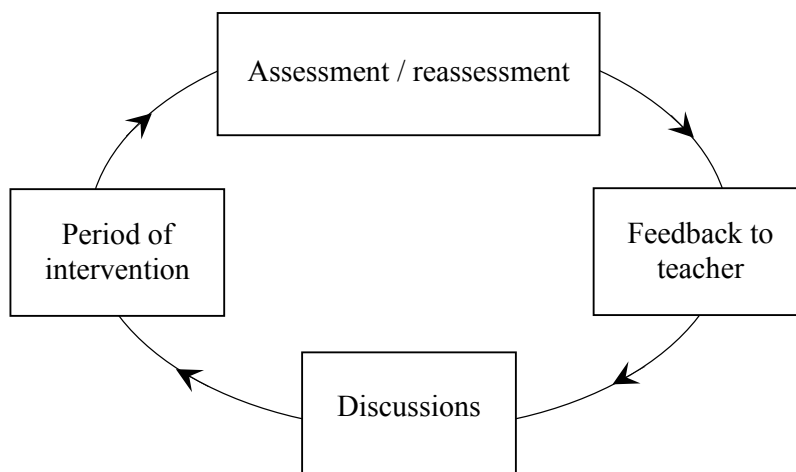 Assessment / reassessment
Feedback to
teacher
Discussions
Period of
intervention